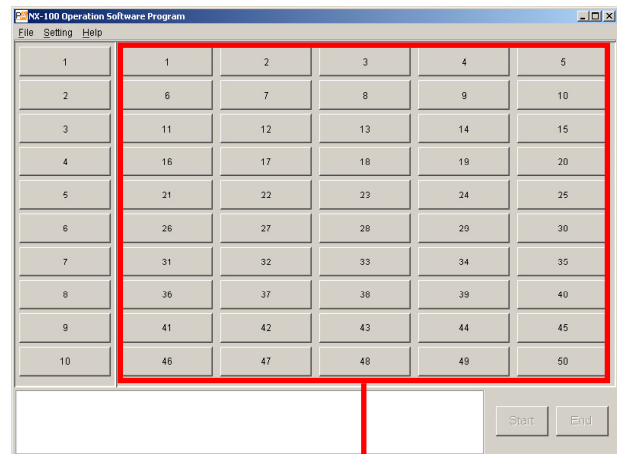 NX-100 Operation Software Program
File Setting Help
1 1 2 3 4 5
2 6 7 8 9 10
3 11 12 13 14 15
4 16 17 18 19 20
5 21 22 23 24 25
6 26 27 28 29 30
7 31 32 33 34 35
8 36 37 38 39 40
9 41 42 43 44 45
10 46 47 48 49 50
Start End